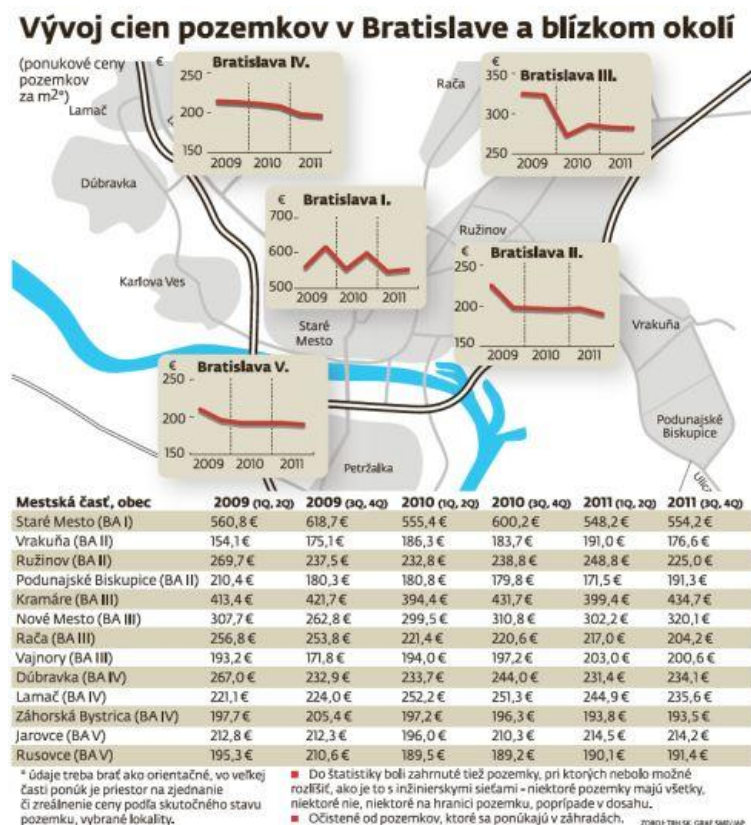 Vývoj cien pozemkov v Bratislave a blízkom okolí
(ponukové ceny
pozemkov
za m²*)
€ Bratislava IV.
250
200
150
2009 2010 2011
€ Bratislava III.
350
300
250
2009 2010 2011
Lamač
Rača
Dúbravka
€ Bratislava I.
700
600
500
2009 2010 2011
Ružinov
€ Bratislava II.
250
200
150
2009 2010 2011
Karlova Ves
Staré
Mesto
Vrakuňa
€ Bratislava V.
250
200
150
2009 2010 2011
Podunajské
Biskupice
Petržalka
Mestská časť, obec 2009 (1Q, 2Q) 2009 (3Q, 4Q) 2010 (1Q, 2Q) 2010 (3Q, 4Q) 2011 (1Q, 2Q) 2011 (3Q, 4Q)
Staré Mesto (BA I) 560,8 € 618,7 € 555,4 € 600,2 € 548,2 € 554,2 €
Vrakuňa (BA II) 154,1 € 175,1 € 186,3 € 183,7 € 191,0 € 176,6 €
Ružinov (BA II) 269,7 € 237,5 € 232,8 € 238,8 € 248,8 € 225,0 €
Podunajské Biskupice (BA II) 210,4 € 180,3 € 180,8 € 179,8 € 171,5 € 191,3 €
Kramáre (BA III) 413,4 € 421,7 € 394,4 € 431,7 € 399,4 € 434,7 €
Nové Mesto (BA III) 307,7 € 262,8 € 299,5 € 310,8 € 302,2 € 320,1 €
Rača (BA III) 256,8 € 253,8 € 221,4 € 220,6 € 217,0 € 204,2 €
Vajnory (BA III) 193,2 € 171,8 € 194,0 € 197,2 € 203,0 € 200,6 €
Dúbravka (BA IV) 267,0 € 232,9 € 233,7 € 244,0 € 231,4 € 234,1 €
Lamač (BA IV) 221,1 € 224,0 € 252,2 € 251,3 € 244,9 € 235,6 €
Záhorská Bystrica (BA IV) 197,7 € 205,4 € 197,2 € 196,3 € 193,8 € 193,5 €
Jarovce (BA V) 212,8 € 212,3 € 196,0 € 210,3 € 214,5 € 214,2 €
Rusovce (BA V) 195,3 € 210,6 € 189,5 € 189,2 € 190,1 € 191,4 €
* údaje treba brať ako orientačné, vo veľkej
časti ponúk je priestor na zjednanie
či zreálnenie ceny podľa skutočného stavu
pozemku, vybrané lokality.
Do štatistiky boli zahrnuté tiež pozemky, pri ktorých nebolo možné
rozlíšiť, ako je to s inžinierskymi sieťami - niektoré pozemky majú všetky,
niektoré nie, niektoré na hranici pozemku, poprípade v dosahu.
Očistené od pozemkov, ktoré sa ponúkajú v záhradách.